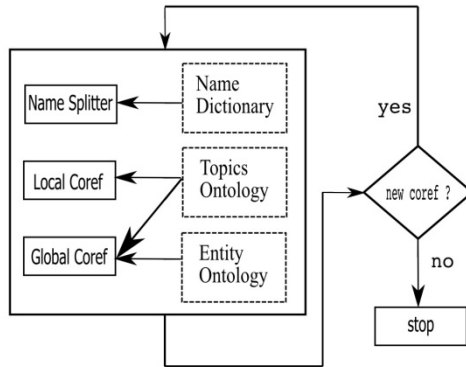 Name Splitter
Name
Dictionary
Local Coref
Topics
Ontology
Global Coref
Entity
Ontology
yes
new coref ?
no
stop